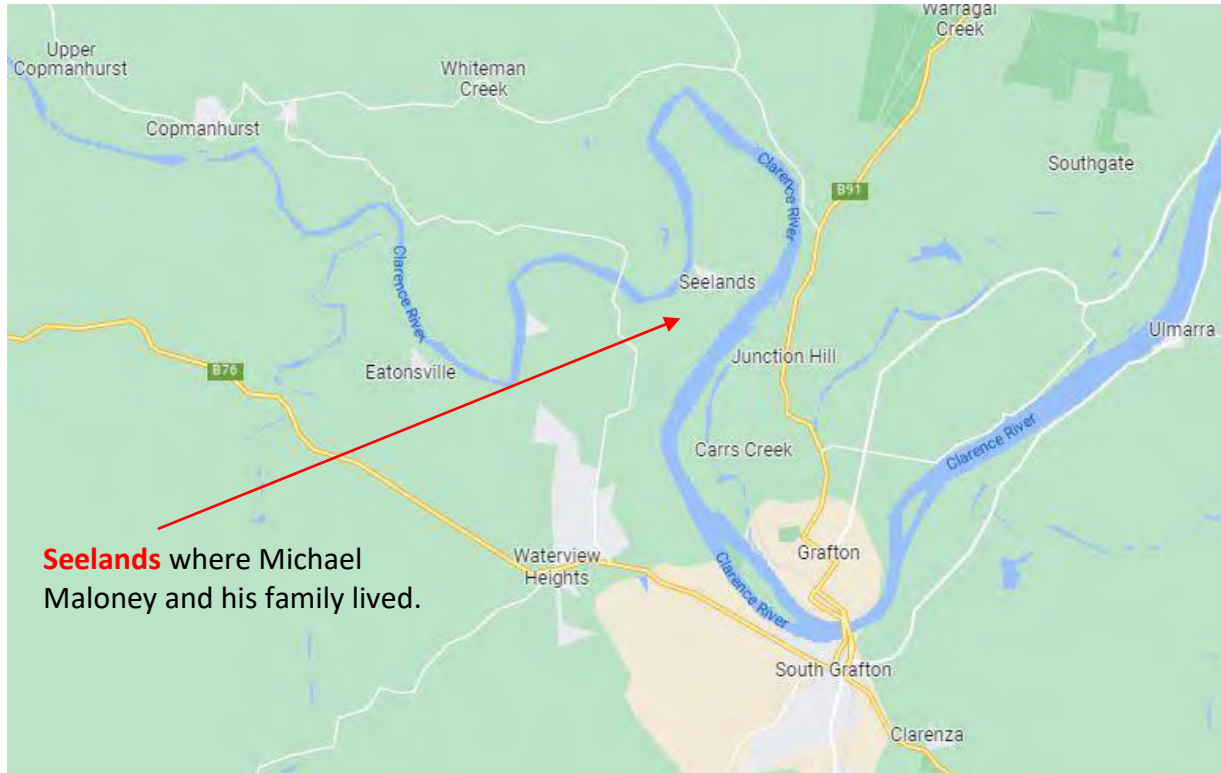 Warragal
Creek
Upper
Copmanhurst
Whiteman
Creek
Copmanhurst
Clarence River
Southgate
B91
Clarence River
Seelands
Ulmarra
Junction Hill
B76
Eatonsville
Carrs Creek
Clarence River
Waterview
Heights
Grafton
Seelands where Michael
Maloney and his family lived.
Clarence River
South Grafton
Clarenza